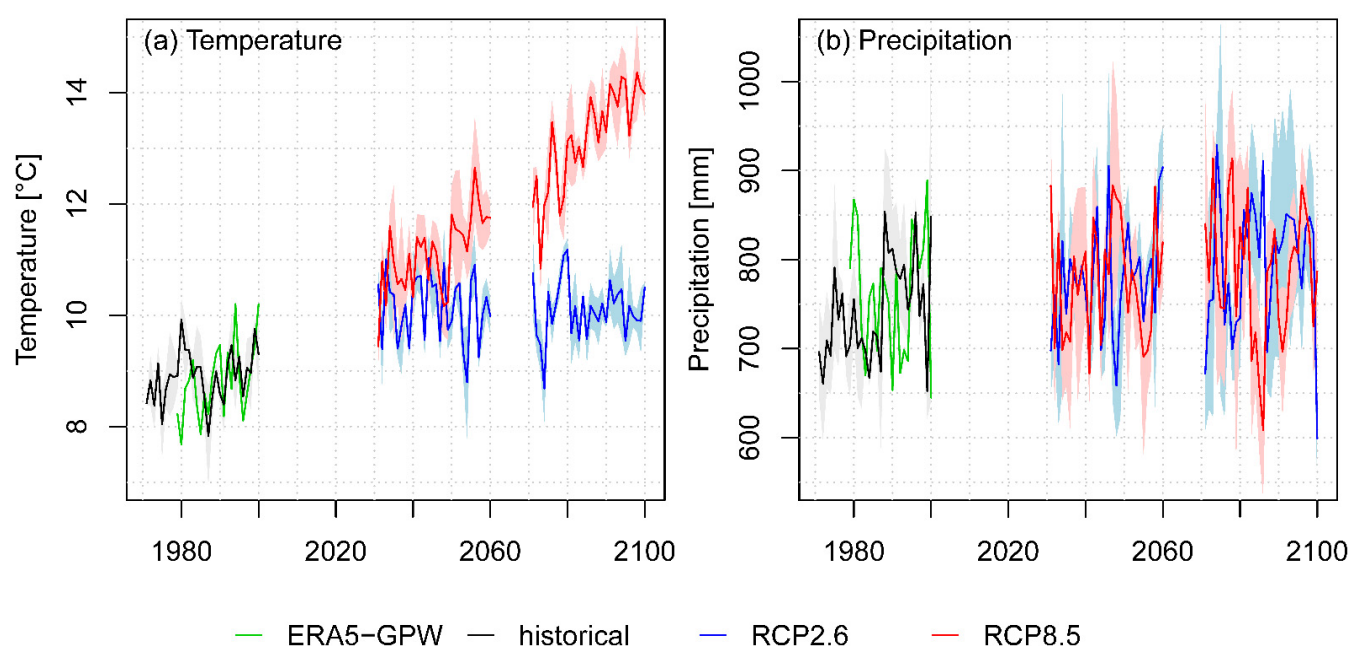 (a) Temperature
Temperature [°C]
14
12
10
8
1980 2020 2060 2100
(b) Precipitation
Precipitation [mm]
1000
900
800
700
600
1980 2020 2060 2100
ERA5−GPW historical RCP2.6 RCP8.5